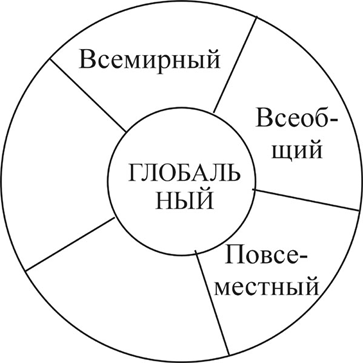 Всемирный
Всеоб-
щий
ГЛОБАЛЬ
НЫЙ
Повсе-
местный